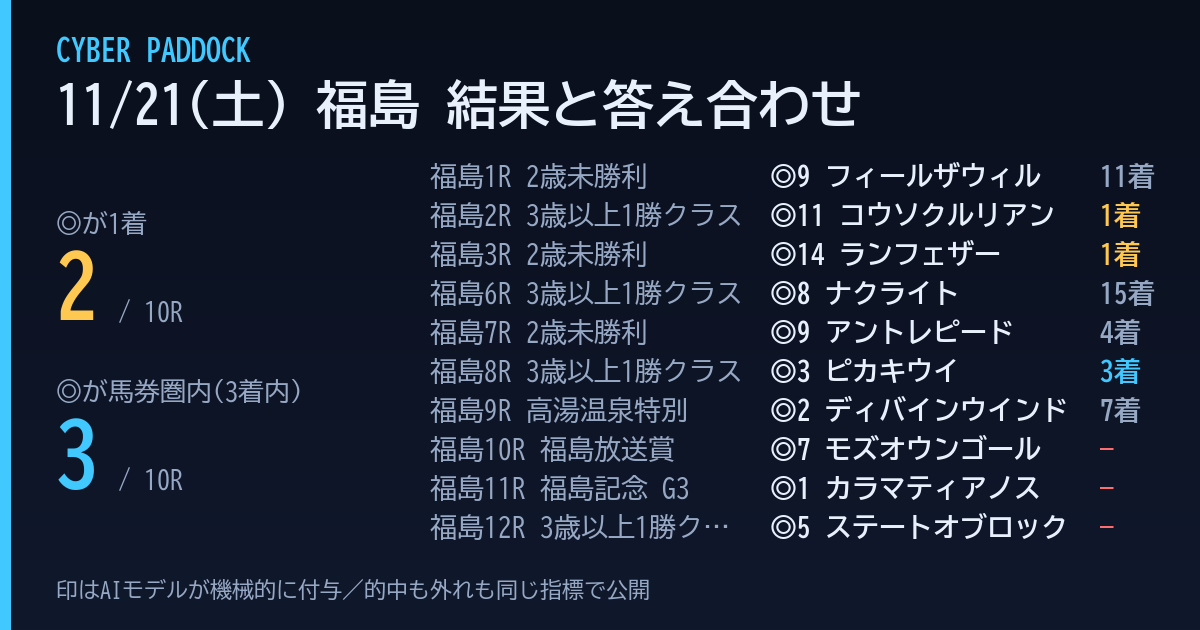 CYBER PADDOCK
11/21(土) 福島 結果と答え合わせ
◎が1着
2 / 10R
◎が馬券圏内(3着内)
3 / 10R
福島1R 2歳未勝利 ◎9 フィールザウィル 11着
福島2R 3歳以上1勝クラス ◎11 コウソクルリアン 1着
福島3R 2歳未勝利 ◎14 ランフェザー 1着
福島6R 3歳以上1勝クラス ◎8 ナクライト 15着
福島7R 2歳未勝利 ◎9 アントレピード 4着
福島8R 3歳以上1勝クラス ◎3 ピカキウイ 3着
福島9R 高湯温泉特別 ◎2 ディバインウインド 7着
福島10R 福島放送賞 ◎7 モズオウンゴール －
福島11R 福島記念 G3 ◎1 カラマティアノス －
福島12R 3歳以上1勝ク… ◎5 ステートオブロック －
印はAIモデルが機械的に付与／的中も外れも同じ指標で公開